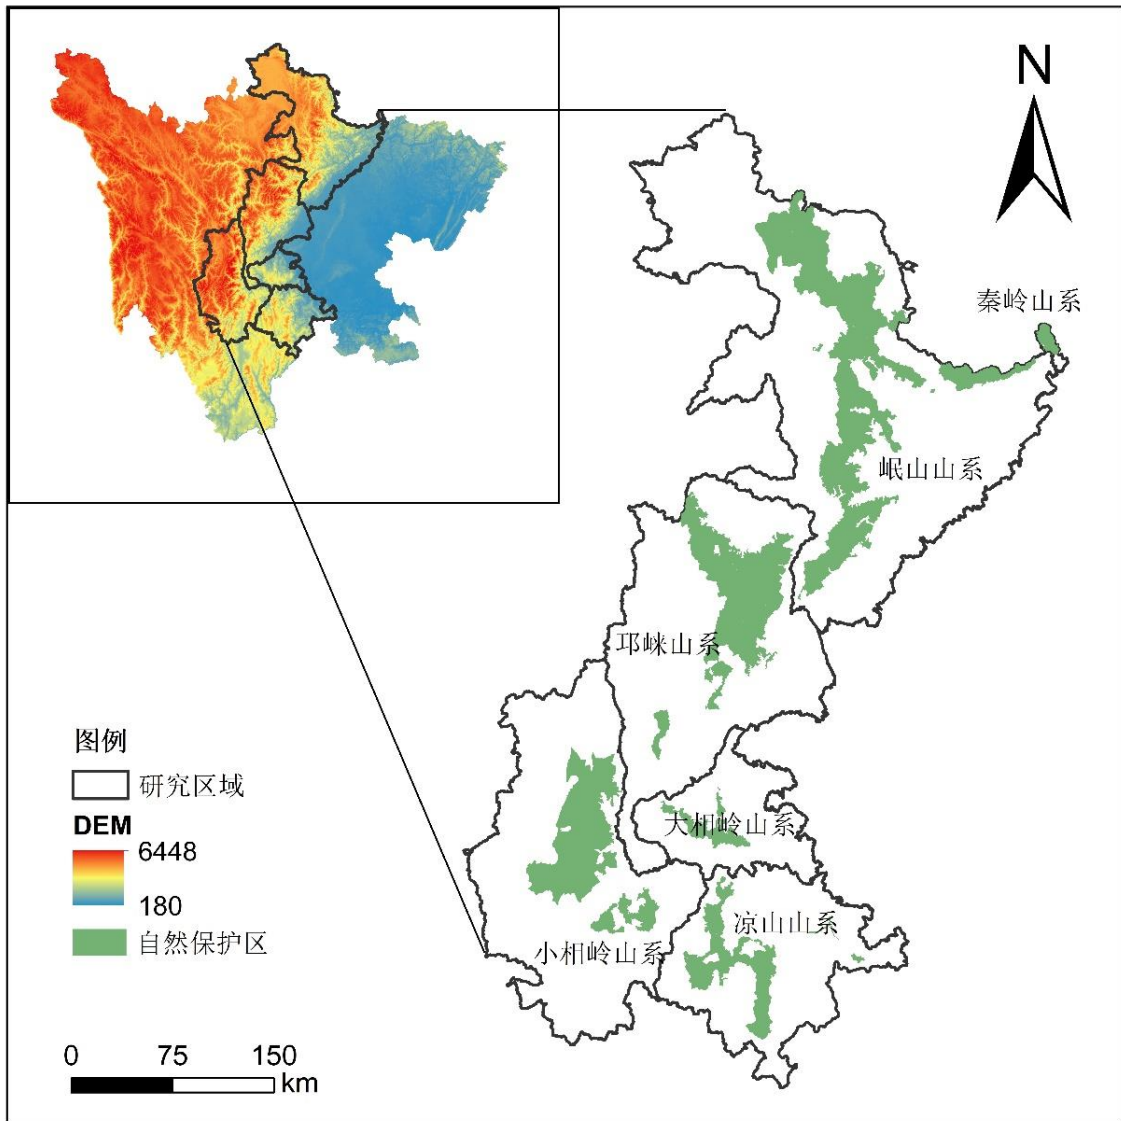 N
秦岭山系
岷山山系
邛崃山系
大相岭山系
凉山山系
小相岭山系
图例
研究区域
DEM
6448
180
自然保护区
0 75 150
km